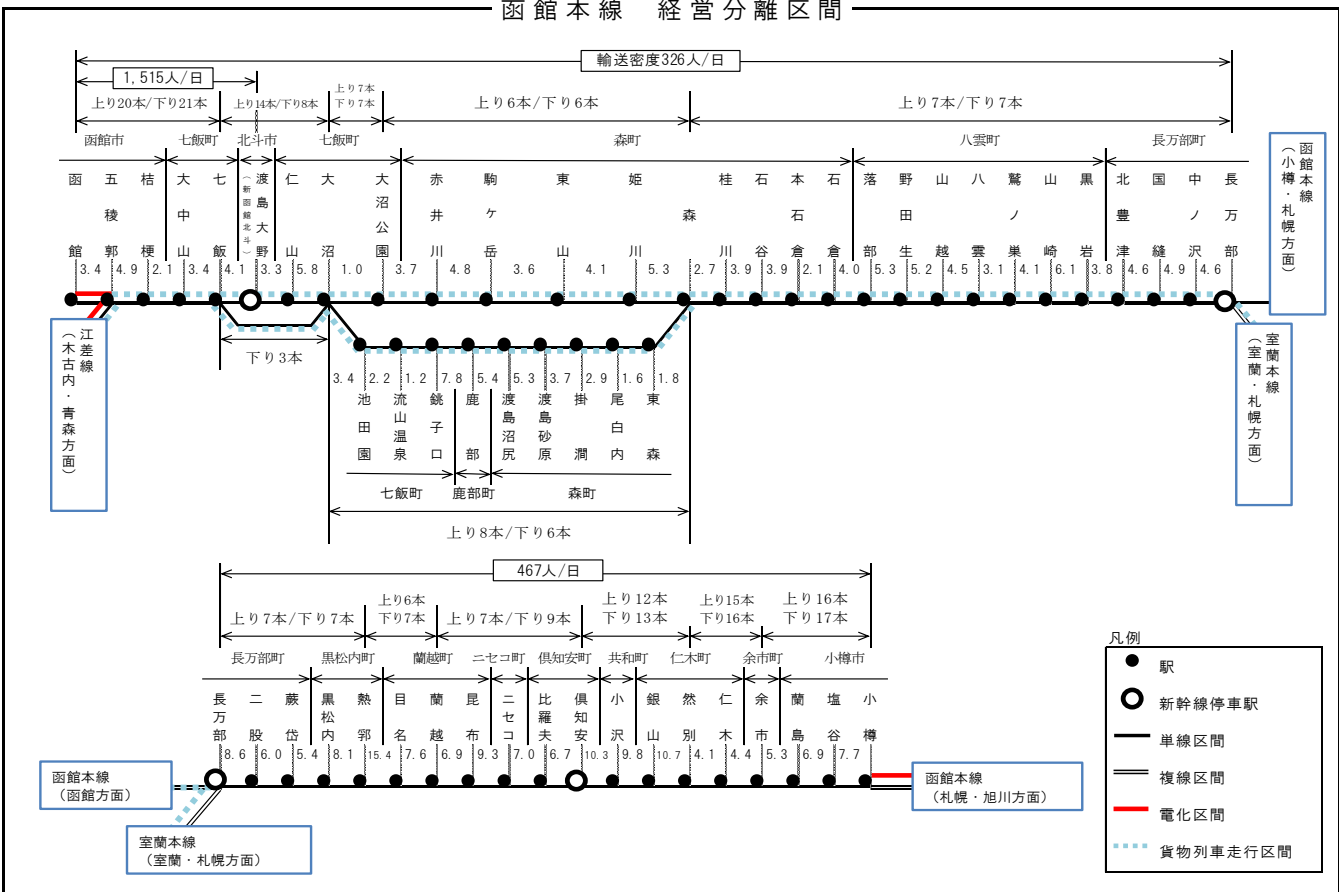 函館本線　経営分離区間
輸送密度326人/日
1,515人/日
上り20本/下り21本
上り14本/下り8本
上り7本
下り7本
上り6本/下り6本
上り7本/下り7本
函館市
七飯町
北斗市
七飯町
森町
八雲町
長万部町
函館
五稜郭
桔梗
大中山
七飯
渡島大野
（新函館北斗）
仁山
大沼
大沼公園
赤井川
駒ヶ岳
東山
姫川
森
桂川
石谷
本石倉
石倉
落部
野田生
山越
八雲
鷲ノ巣
山崎
黒岩
北豊津
国縫
中ノ沢
長万部
3.4 4.9 2.1 3.4 4.1 3.3 5.8 1.0 3.7 4.8 3.6 4.1 5.3 2.7 3.9 3.9 2.1 4.0 5.3 5.2 4.5 3.1 4.1 6.1 3.8 4.6 4.9 4.6
函館本線
（小樽・札幌方面）
江差線
（木古内・青森方面）
室蘭本線
（室蘭・札幌方面）
下り3本
3.4 2.2 1.2 7.8 5.4 5.3 3.7 2.9 1.6 1.8
池田園
流山温泉
銚子口
鹿部
渡島沼尻
渡島砂原
掛澗
尾白内
東森
七飯町
鹿部町
森町
上り8本/下り6本
467人/日
上り7本/下り7本
上り6本
下り7本
上り7本/下り9本
上り12本
下り13本
上り15本
下り16本
上り16本
下り17本
長万部町
黒松内町
蘭越町
ニセコ町
倶知安町
共和町
仁木町
余市町
小樽市
長万部
二股
蕨岱
黒松内
熱郛
目名
蘭越
昆布
ニセコ
比羅夫
倶知安
小沢
銀山
然別
仁木
余市
蘭島
塩谷
小樽
8.6 6.0 5.4 8.1 15.4 7.6 6.9 9.3 7.0 6.7 10.3 9.8 10.7 4.1 4.4 5.3 6.9 7.7
函館本線
（函館方面）
室蘭本線
（室蘭・札幌方面）
函館本線
（札幌・旭川方面）
凡例
駅
新幹線停車駅
単線区間
複線区間
電化区間
貨物列車走行区間